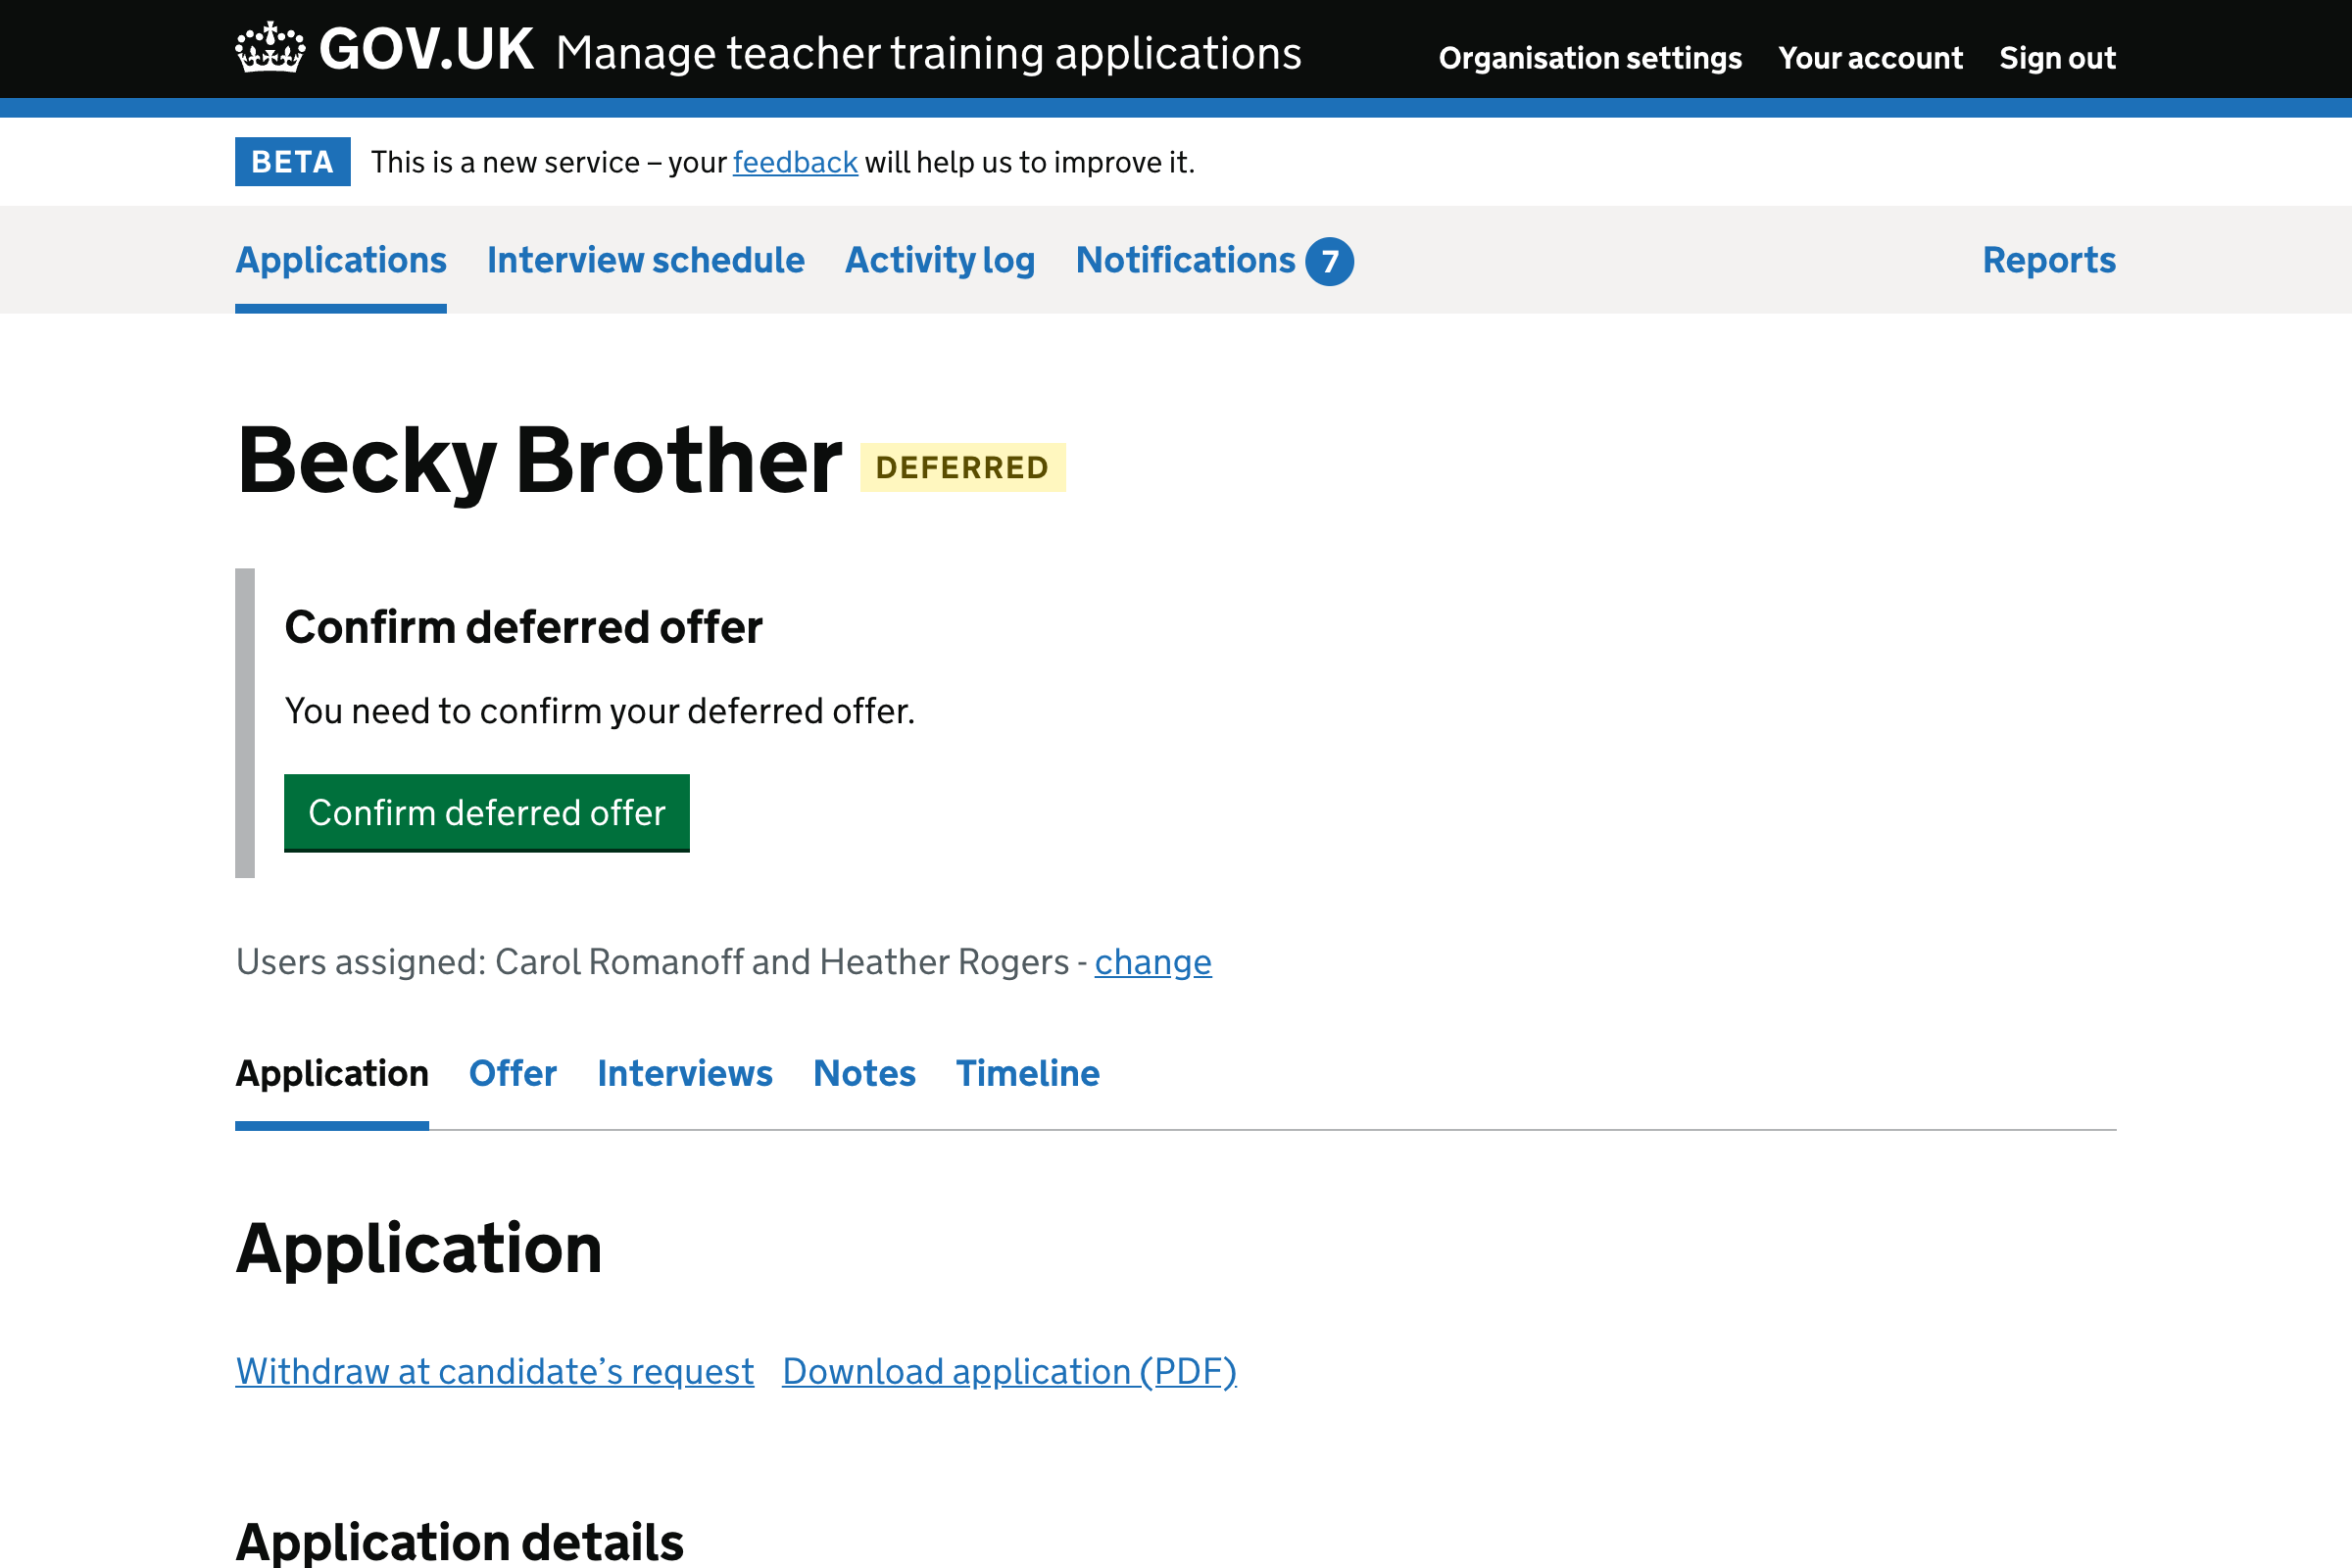 GOV.UK Manage teacher training applications Organisation settings Your account Sign out
BETA This is a new service – your feedback will help us to improve it.
Applications Interview schedule Activity log Notifications 7 Reports
Becky Brother DEFERRED
Confirm deferred offer
You need to confirm your deferred offer.
Confirm deferred offer
Users assigned: Carol Romanoff and Heather Rogers - change
Application Offer Interviews Notes Timeline
Application
Withdraw at candidate’s request Download application (PDF)
Application details